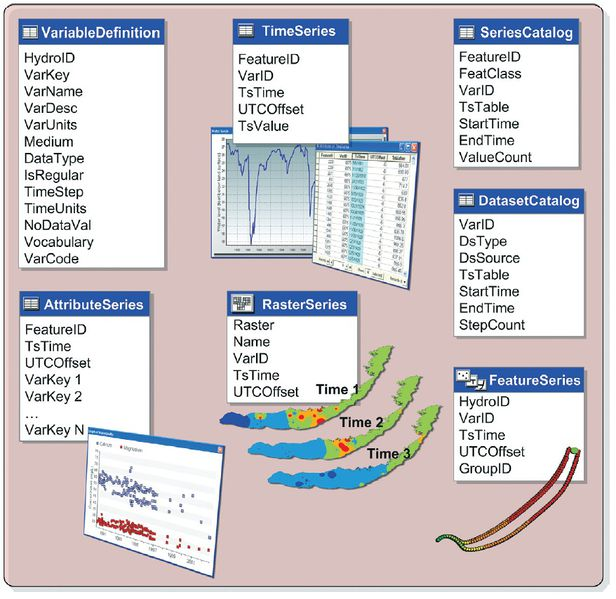 VariableDefinition
HydroID
VarKey
VarName
VarDesc
VarUnits
Medium
DataType
IsRegular
TimeStep
TimeUnits
NoDataVal
Vocabulary
VarCode
TimeSeries
FeatureID
VarID
TsTime
UTCOffset
TsValue
SeriesCatalog
FeatureID
FeatClass
VarID
TsTable
StartTime
EndTime
ValueCount
DatasetCatalog
VarID
DsType
DsSource
TsTable
StartTime
EndTime
StepCount
AttributeSeries
FeatureID
TsTime
UTCOffset
VarKey 1
VarKey 2
...
VarKey N
RasterSeries
Raster
Name
VarID
TsTime
UTCOffset
Time 1
Time 2
Time 3
FeatureSeries
HydroID
VarID
TsTime
UTCOffset
GroupID